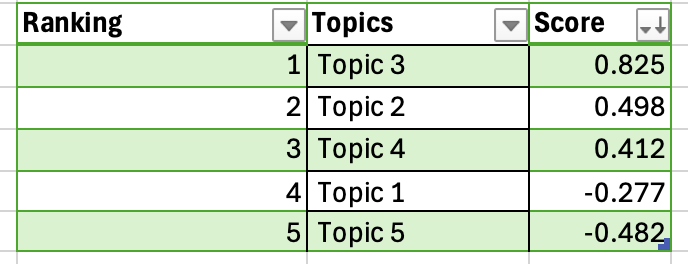 Ranking Topics Score
1 Topic 3 0.825
2 Topic 2 0.498
3 Topic 4 0.412
4 Topic 1 -0.277
5 Topic 5 -0.482